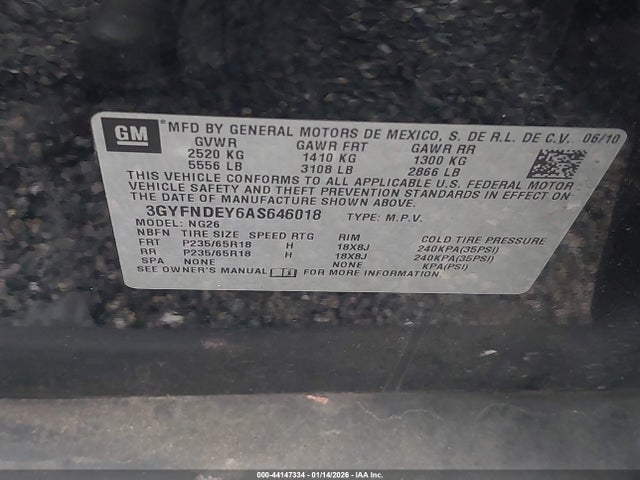 GM
*MFD BY GENERAL MOTORS DE MEXICO, S. DE R.L. DE C.V. 06/10
GVWR GAWR FRT GAWR RR
2520 KG 1410 KG 1300 KG
5556 LB 3108 LB 2866 LB
THIS VEHICLE CONFORMS TO ALL APPLICABLE U.S. FEDERAL MOTOR
VEHICLE SAFETY AND THEFT PREVENTION STANDARDS IN EFFECT ON
THE DATE OF MANUFACTURE SHOWN ABOVE.
3GYFNDEY6AS646018 TYPE: M.P.V.
MODEL: NG26
NBFN TIRE SIZE SPEED RTG RIM COLD TIRE PRESSURE
FRT P235/65R18 H 18X8J 240KPA(35PSI)
RR P235/65R18 H 18X8J 240KPA(35PSI)
SPA NONE NONE KPA(PSI)
SEE OWNER'S MANUAL FOR ADDITIONAL INFORMATION.
000-44147334 - 01/14/2026 - IAA Inc.